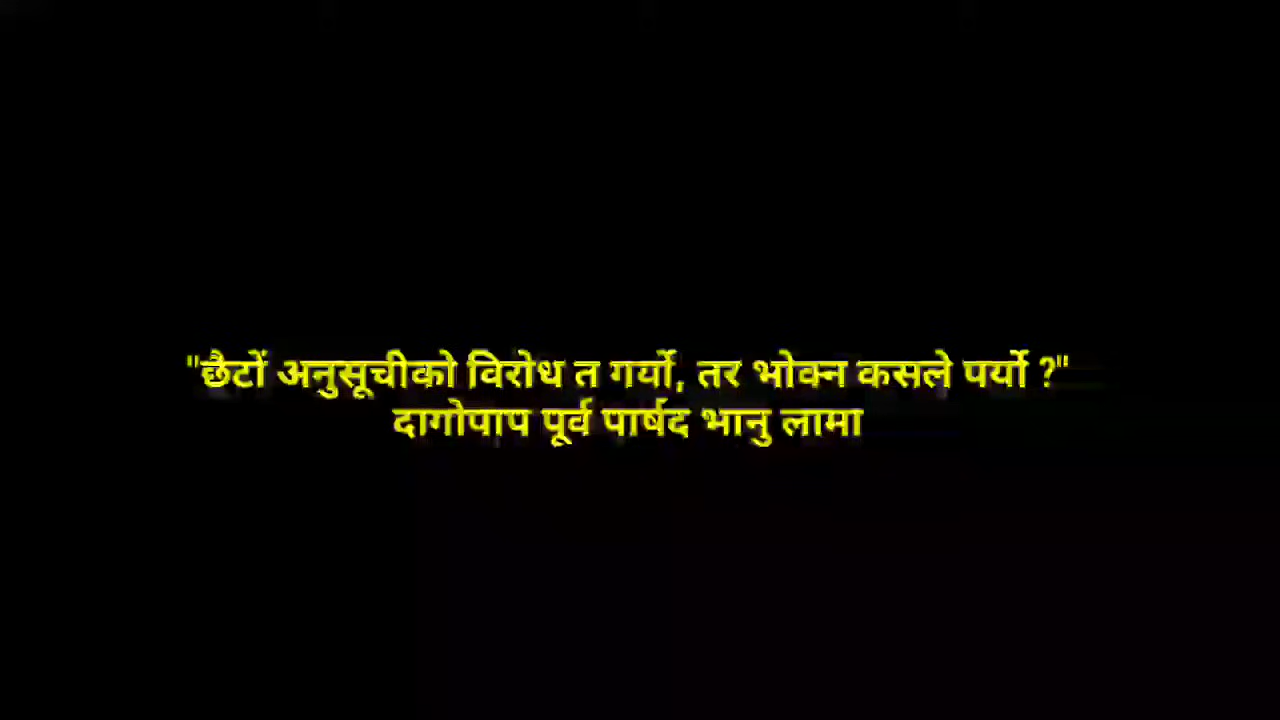 "छैटों अनुसूचीको विरोध त गर्यो, तर भोक्न कसले पर्यो ?"
दागोपाप पूर्व पार्षद भानु लामा